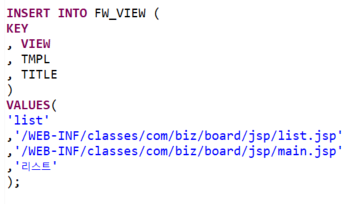 INSERT INTO FW_VIEW (
KEY
, VIEW
, TMPL
, TITLE
)
VALUES(
'list'
,'/WEB-INF/classes/com/biz/board/jsp/list.jsp'
,'/WEB-INF/classes/com/biz/board/jsp/main.jsp'
,'리스트'
);